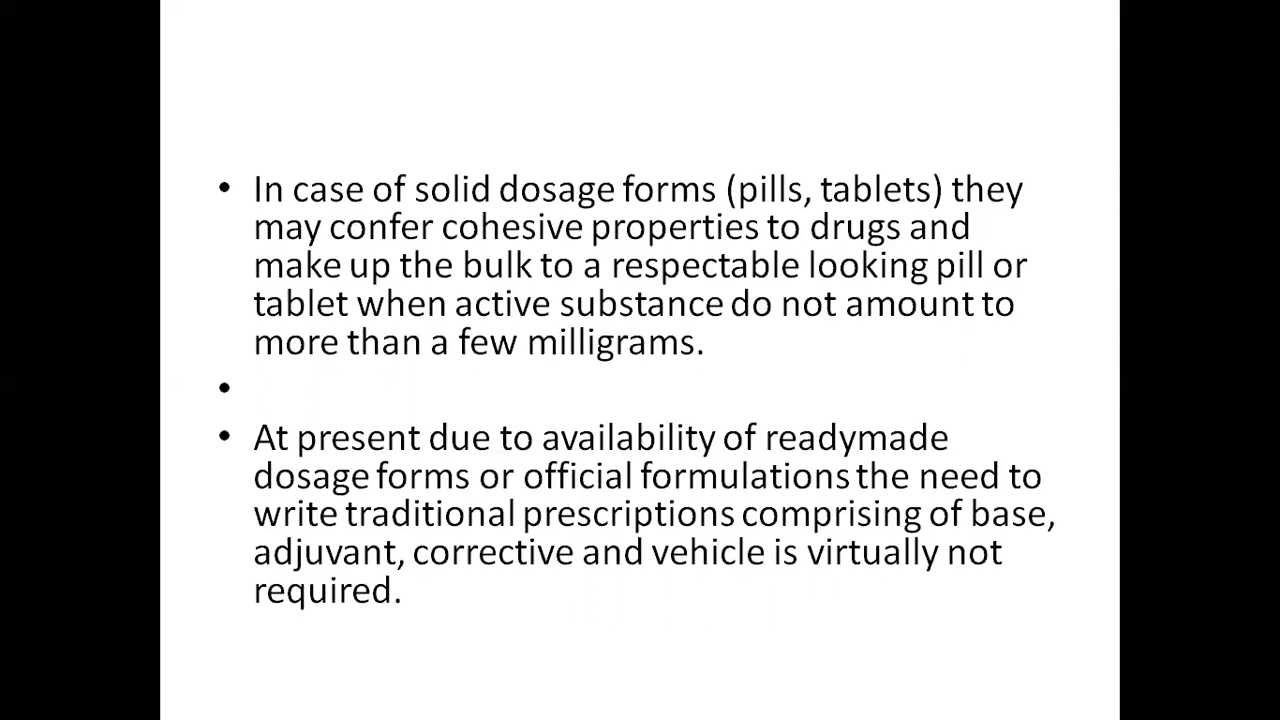 • In case of solid dosage forms (pills, tablets) they
may confer cohesive properties to drugs and
make up the bulk to a respectable looking pill or
tablet when active substance do not amount to
more than a few milligrams.
•
• At present due to availability of readymade
dosage forms or official formulations the need to
write traditional prescriptions comprising of base,
adjuvant, corrective and vehicle is virtually not
required.